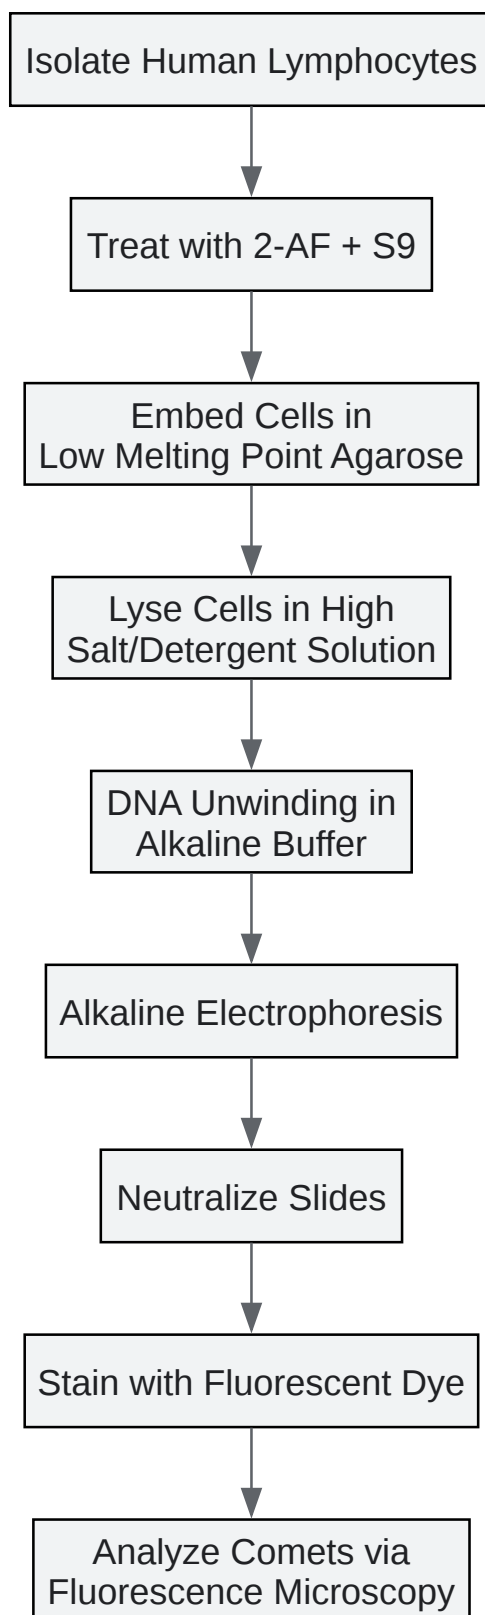 Isolate Human Lymphocytes
Treat with 2-AF + S9
Embed Cells in
Low Melting Point Agarose
Lyse Cells in High
Salt/Detergent Solution
DNA Unwinding in
Alkaline Buffer
Alkaline Electrophoresis
Neutralize Slides
Stain with Fluorescent Dye
Analyze Comets via
Fluorescence Microscopy